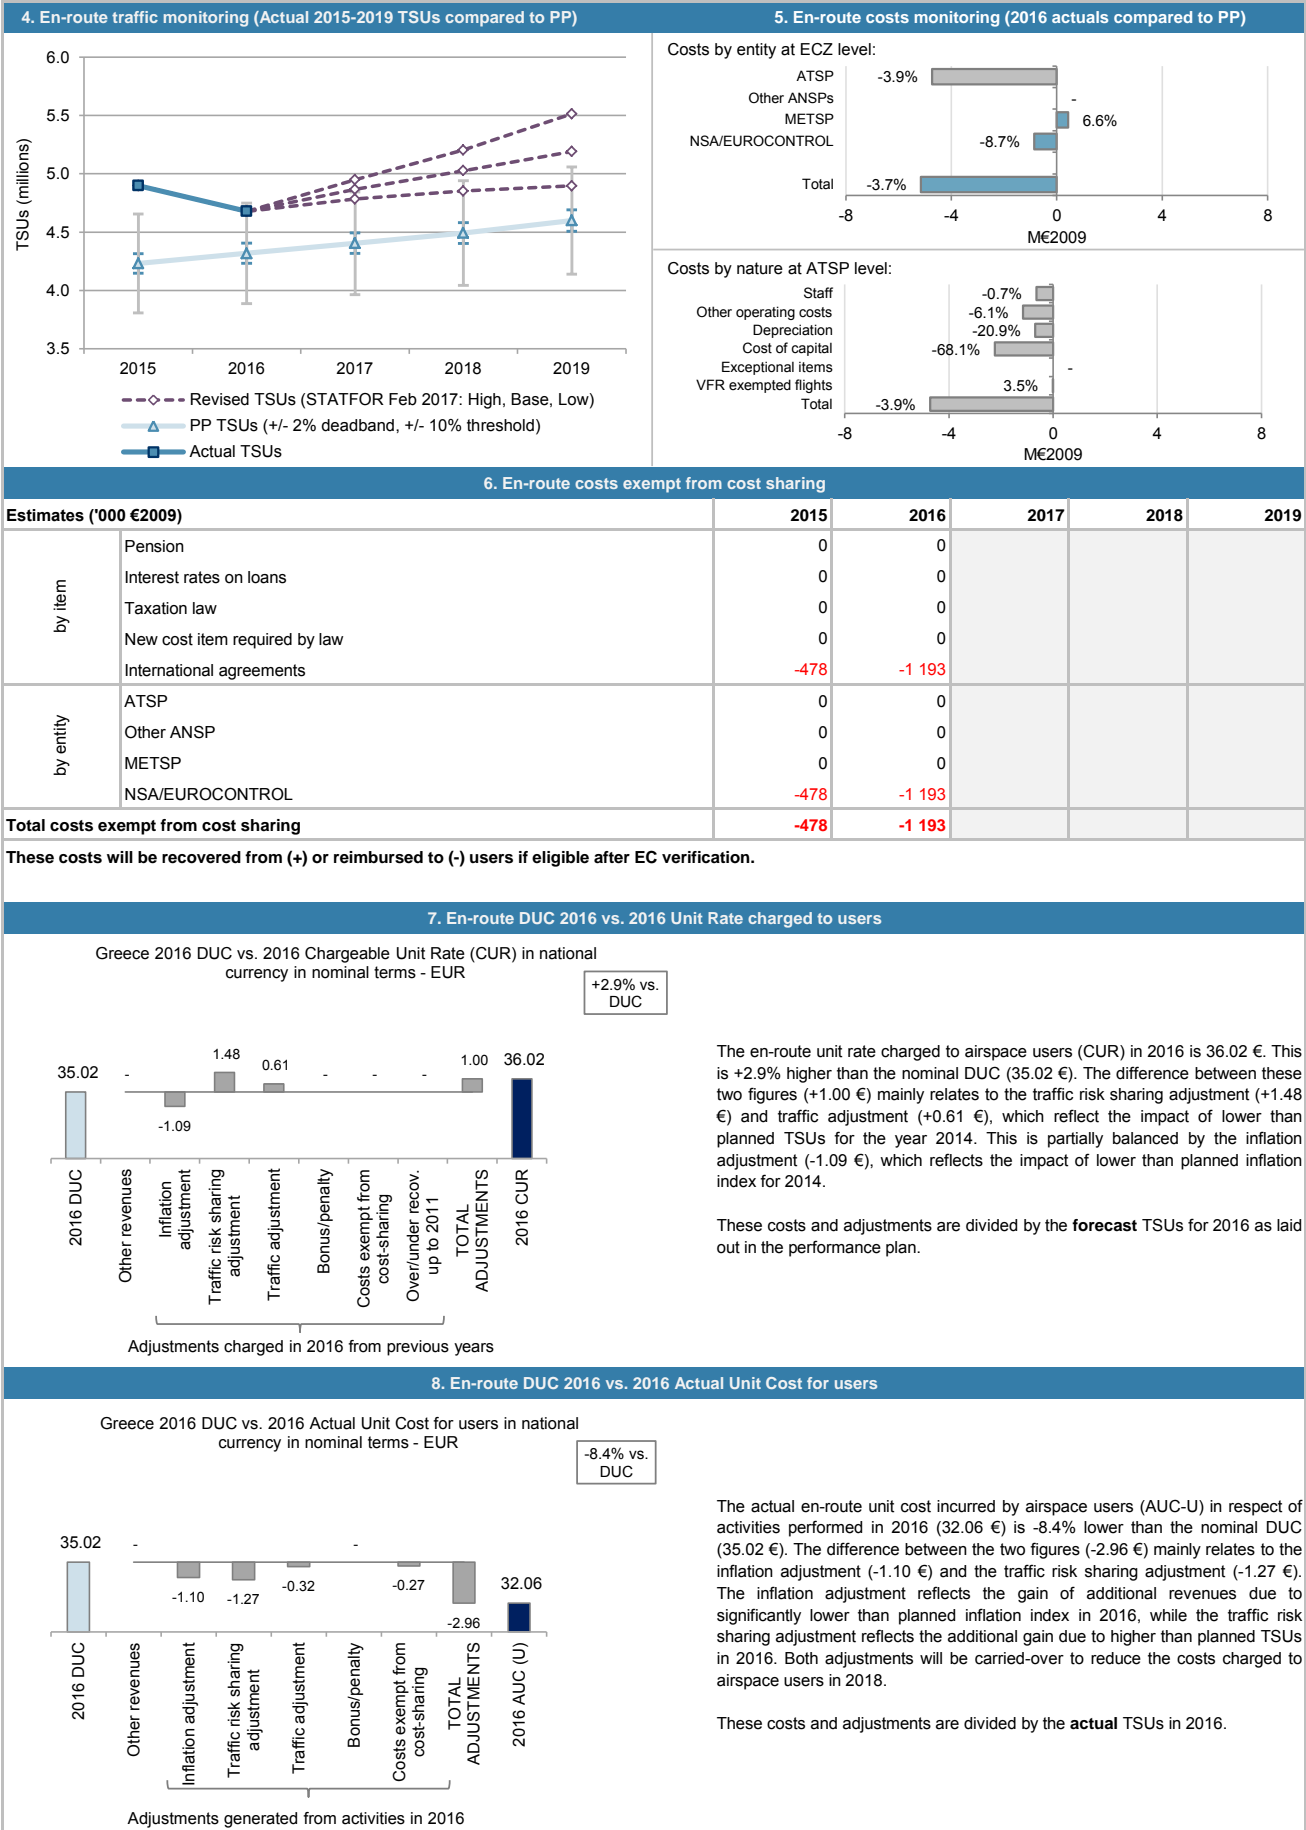 4. En-route traffic monitoring (Actual 2015-2019 TSUs compared to PP)
6.0
5.5
5.0
4.5
4.0
3.5
TSUs (millions)
2015 2016 2017 2018 2019
Revised TSUs (STATFOR Feb 2017: High, Base, Low)
PP TSUs (+/- 2% deadband, +/- 10% threshold)
Actual TSUs
5. En-route costs monitoring (2016 actuals compared to PP)
Costs by entity at ECZ level:
ATSP -3.9%
Other ANSPs -
METSP 6.6%
NSA/EUROCONTROL -8.7%
Total -3.7%
-8 -4 0 4 8
M€2009
Costs by nature at ATSP level:
Staff -0.7%
Other operating costs -6.1%
Depreciation -20.9%
Cost of capital -68.1%
Exceptional items -
VFR exempted flights 3.5%
Total -3.9%
-8 -4 0 4 8
M€2009
6. En-route costs exempt from cost sharing
Estimates ('000 €2009) 2015 2016 2017 2018 2019
by item
Pension 0 0
Interest rates on loans 0 0
Taxation law 0 0
New cost item required by law 0 0
International agreements -478 -1 193
by entity
ATSP 0 0
Other ANSP 0 0
METSP 0 0
NSA/EUROCONTROL -478 -1 193
Total costs exempt from cost sharing -478 -1 193
These costs will be recovered from (+) or reimbursed to (-) users if eligible after EC verification.
7. En-route DUC 2016 vs. 2016 Unit Rate charged to users
Greece 2016 DUC vs. 2016 Chargeable Unit Rate (CUR) in national
currency in nominal terms - EUR
+2.9% vs.
DUC
35.02 - -1.09 1.48 0.61 - - - 1.00 36.02
2016 DUC
Other revenues
Inflation
adjustment
Traffic risk sharing
adjustment
Traffic adjustment
Bonus/penalty
Costs exempt from
cost-sharing
Over/under recov.
up to 2011
TOTAL
ADJUSTMENTS
2016 CUR
Adjustments charged in 2016 from previous years
The en-route unit rate charged to airspace users (CUR) in 2016 is 36.02 €. This
is +2.9% higher than the nominal DUC (35.02 €). The difference between these
two figures (+1.00 €) mainly relates to the traffic risk sharing adjustment (+1.48
€) and traffic adjustment (+0.61 €), which reflect the impact of lower than
planned TSUs for the year 2014. This is partially balanced by the inflation
adjustment (-1.09 €), which reflects the impact of lower than planned inflation
index for 2014.
These costs and adjustments are divided by the forecast TSUs for 2016 as laid
out in the performance plan.
8. En-route DUC 2016 vs. 2016 Actual Unit Cost for users
Greece 2016 DUC vs. 2016 Actual Unit Cost for users in national
currency in nominal terms - EUR
-8.4% vs.
DUC
35.02 - -1.10 -1.27 -0.32 - -0.27 -2.96 32.06
2016 DUC
Other revenues
Inflation adjustment
Traffic risk sharing
adjustment
Traffic adjustment
Bonus/penalty
Costs exempt from
cost-sharing
TOTAL
ADJUSTMENTS
2016 AUC (U)
Adjustments generated from activities in 2016
The actual en-route unit cost incurred by airspace users (AUC-U) in respect of
activities performed in 2016 (32.06 €) is -8.4% lower than the nominal DUC
(35.02 €). The difference between the two figures (-2.96 €) mainly relates to the
inflation adjustment (-1.10 €) and the traffic risk sharing adjustment (-1.27 €).
The inflation adjustment reflects the gain of additional revenues due to
significantly lower than planned inflation index in 2016, while the traffic risk
sharing adjustment reflects the additional gain due to higher than planned TSUs
in 2016. Both adjustments will be carried-over to reduce the costs charged to
airspace users in 2018.
These costs and adjustments are divided by the actual TSUs in 2016.